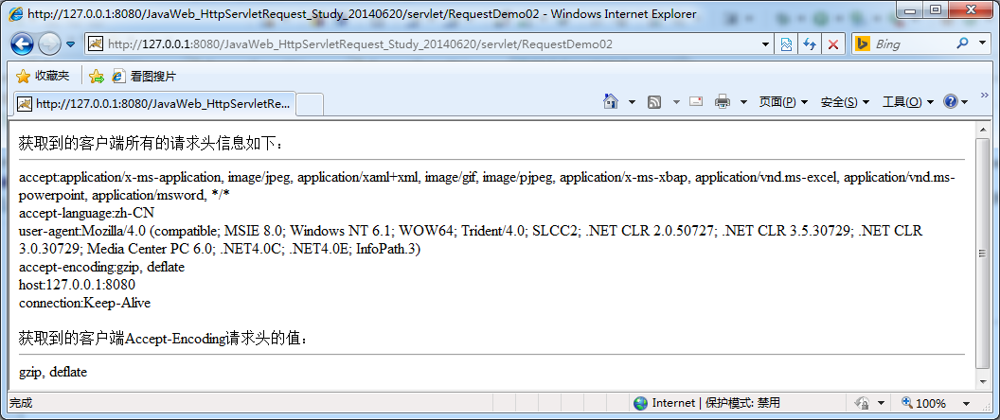 http://127.0.0.1:8080/JavaWeb_HttpServletRequest_Study_20140620/servlet/RequestDemo02 - Windows Internet Explorer
http://127.0.0.1:8080/JavaWeb_HttpServletRequest_Study_20140620/servlet/RequestDemo02
Bing
收藏夹
看图搜片
http://127.0.0.1:8080/JavaWeb_HttpServletRe...
页面(P)
安全(S)
工具(O)
»
获取到的客户端所有的请求头信息如下：
accept:application/x-ms-application, image/jpeg, application/xaml+xml, image/gif, image/pjpeg, application/x-ms-xbap, application/vnd.ms-excel, application/vnd.ms-
powerpoint, application/msword, */*
accept-language:zh-CN
user-agent:Mozilla/4.0 (compatible; MSIE 8.0; Windows NT 6.1; WOW64; Trident/4.0; SLCC2; .NET CLR 2.0.50727; .NET CLR 3.5.30729; .NET CLR
3.0.30729; Media Center PC 6.0; .NET4.0C; .NET4.0E; InfoPath.3)
accept-encoding:gzip, deflate
host:127.0.0.1:8080
connection:Keep-Alive
获取到的客户端Accept-Encoding请求头的值：
gzip, deflate
完成
Internet | 保护模式: 禁用
100%